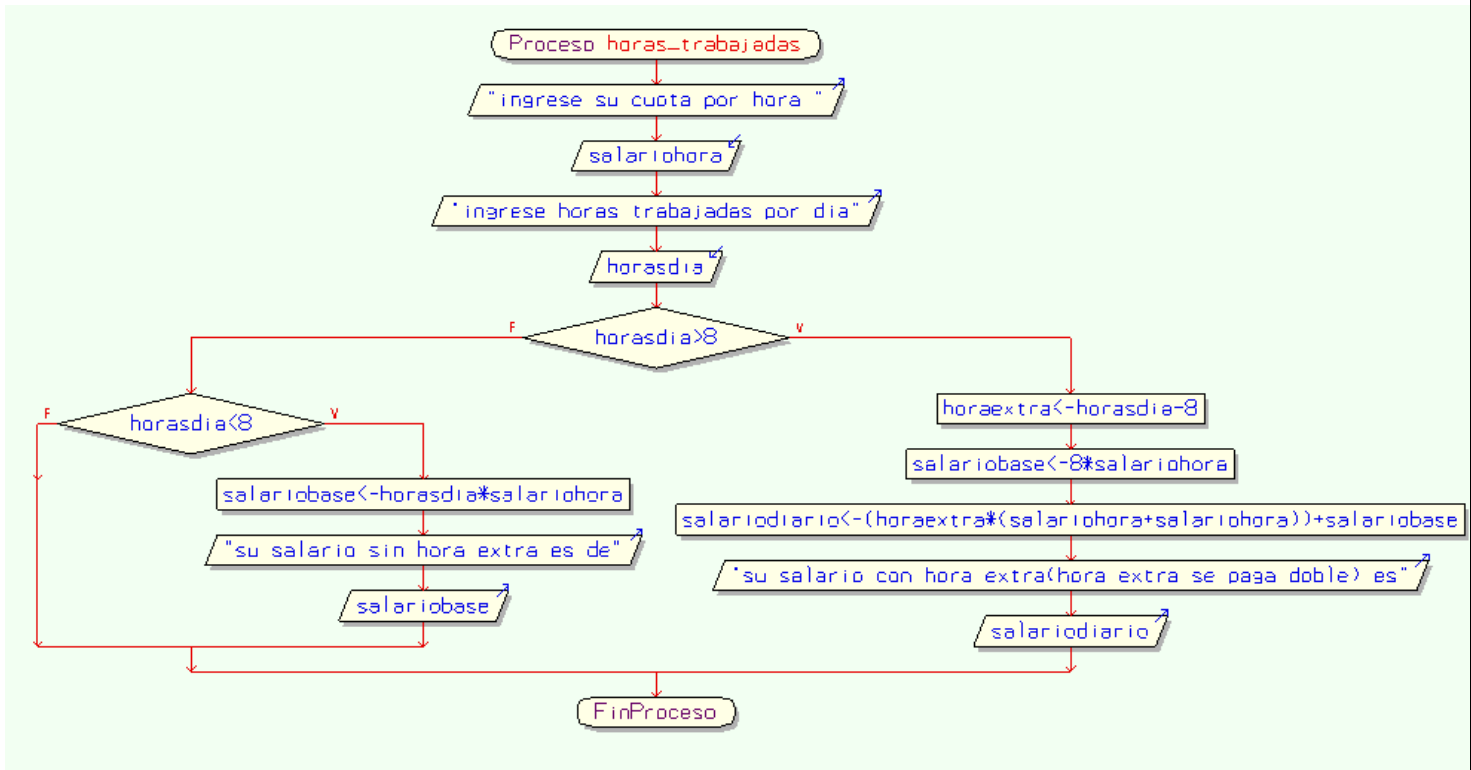 Proceso horas_trabajadas
"ingrese su cuota por hora "
salariohora
"ingrese horas trabajadas por dia"
horasdia
horasdia>8
F
V
horasdia<8
F
V
salariobase<-horasdia*salariohora
"su salario sin hora extra es de"
salariobase
horaextra<-horasdia-8
salariobase<-8*salariohora
salariodiario<-(horaextra*(salariohora+salariohora))+salariobase
"su salario con hora extra(hora extra se paga doble) es"
salariodiario
FinProceso